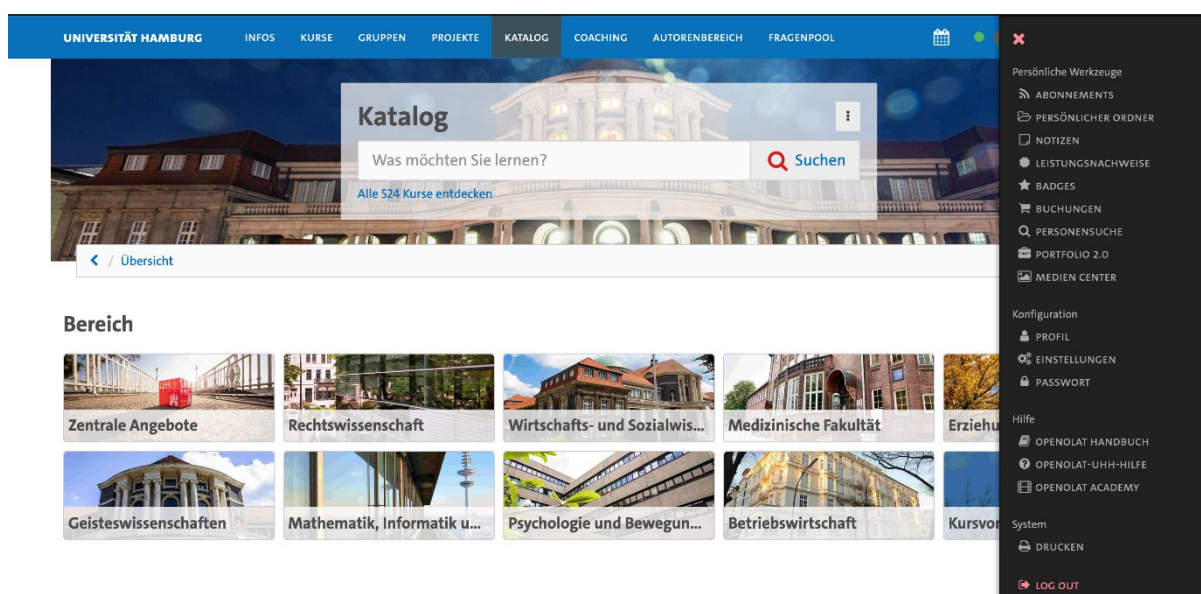 UNIVERSITÄT HAMBURG INFOS KURSE GRUPPEN PROJEKTE KATALOG COACHING AUTORENBEREICH FRAGENPOOL
Katalog
Was möchten Sie lernen? Suchen
Alle 524 Kurse entdecken
/ Übersicht
Bereich
Zentrale Angebote
Rechtswissenschaft
Wirtschafts- und Sozialwis...
Medizinische Fakultät
Erziehu
Geisteswissenschaften
Mathematik, Informatik u...
Psychologie und Bewegun...
Betriebswirtschaft
Kursvor
Persönliche Werkzeuge
ABONNEMENTS
PERSÖNLICHER ORDNER
NOTIZEN
LEISTUNGSNACHWEISE
BADGES
BUCHUNGEN
PERSONENSUCHE
PORTFOLIO 2.0
MEDIEN CENTER
Konfiguration
PROFIL
EINSTELLUNGEN
PASSWORT
Hilfe
OPENOLAT HANDBUCH
OPENOLAT-UHH-HILFE
OPENOLAT ACADEMY
System
DRUCKEN
LOG OUT